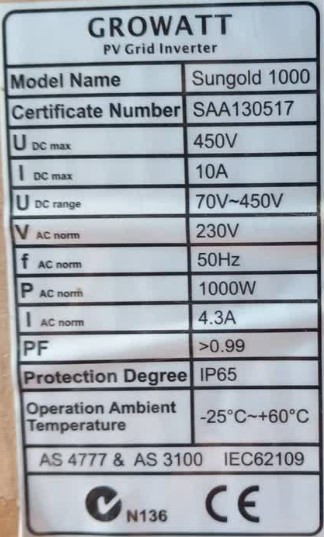 GROWATT
PV Grid Inverter
Model Name Sungold 1000
Certificate Number SAA130517
U DC max 450V
I DC max 10A
U DC range 70V~450V
V AC norm 230V
f AC norm 50Hz
P AC norm 1000W
I AC norm 4.3A
PF >0.99
Protection Degree IP65
Operation Ambient
Temperature -25°C~+60°C
AS 4777 & AS 3100 IEC62109
N136 CE